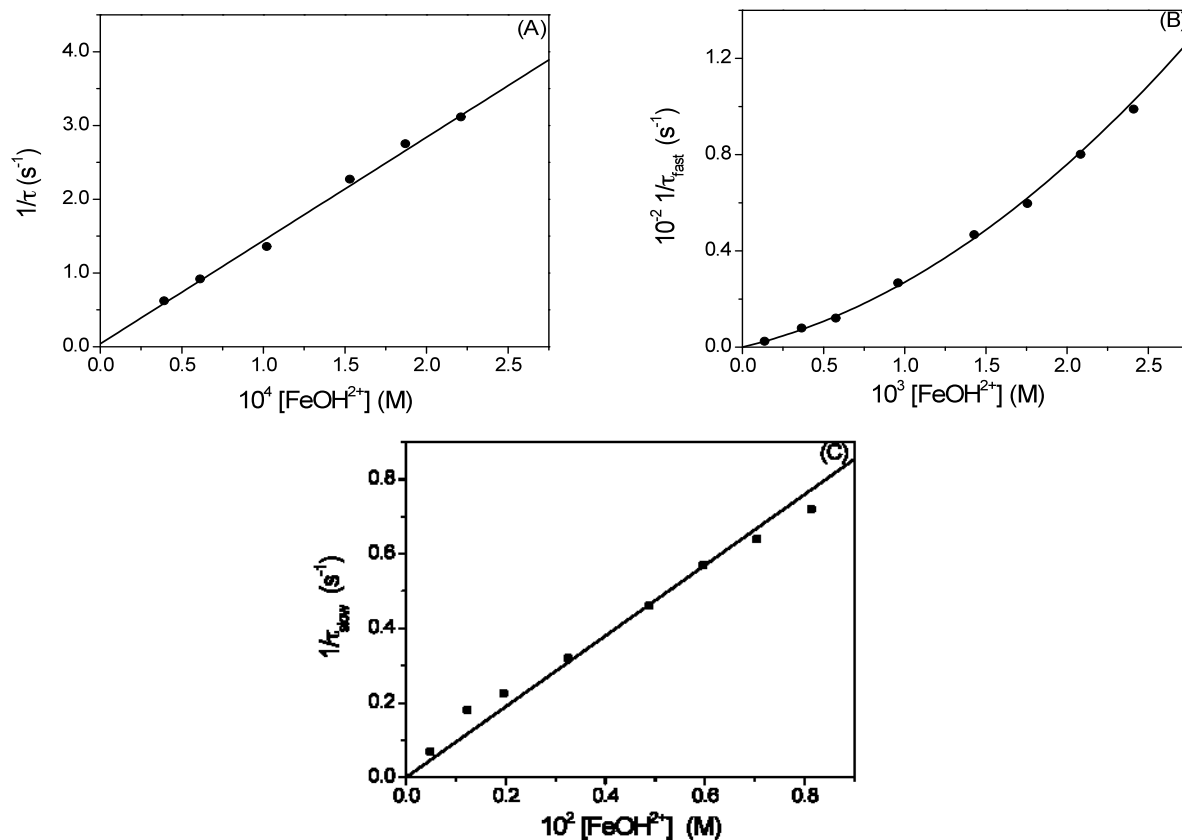 (A)
4.0
3.0
2.0
1.0
0.0
1/τ (s⁻¹)
0.0 0.5 1.0 1.5 2.0 2.5
10⁴ [FeOH²⁺] (M)
(B)
1.2
0.8
0.4
0.0
10⁻² 1/τfast (s⁻¹)
0.0 0.5 1.0 1.5 2.0 2.5
10³ [FeOH²⁺] (M)
(C)
0.8
0.6
0.4
0.2
0.0
1/τslow (s⁻¹)
0.0 0.2 0.4 0.6 0.8
10² [FeOH²⁺] (M)